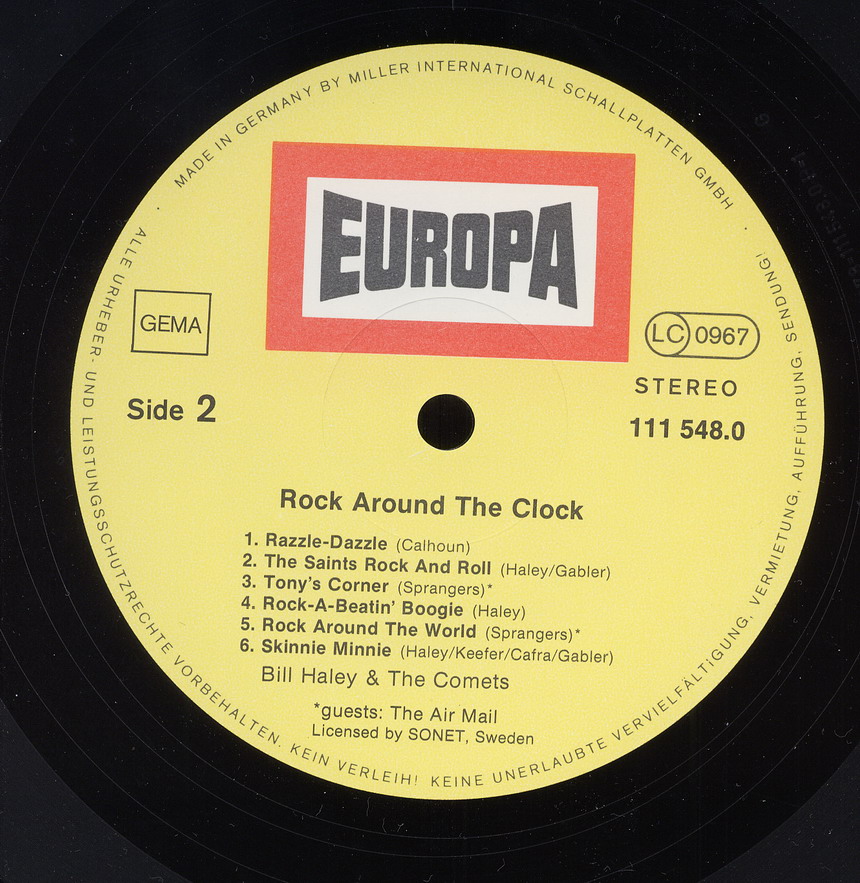 MADE IN GERMANY BY MILLER INTERNATIONAL SCHALLPLATTEN GMBH
EUROPA
GEMA
LC 0967
STEREO
Side 2
111 548.0
Rock Around The Clock
1. Razzle-Dazzle (Calhoun)
2. The Saints Rock And Roll (Haley/Gabler)
3. Tony's Corner (Sprangers)*
4. Rock-A-Beatin' Boogie (Haley)
5. Rock Around The World (Sprangers)*
6. Skinnie Minnie (Haley/Keefer/Cafra/Gabler)
Bill Haley & The Comets
*guests: The Air Mail
Licensed by SONET, Sweden
ALLE URHEBER- UND LEISTUNGSSCHUTZRECHTE VORBEHALTEN. KEIN VERLEIH! KEINE UNERLAUBTE VERVIELFÄLTIGUNG, VERMIETUNG, AUFFÜHRUNG, SENDUNG!